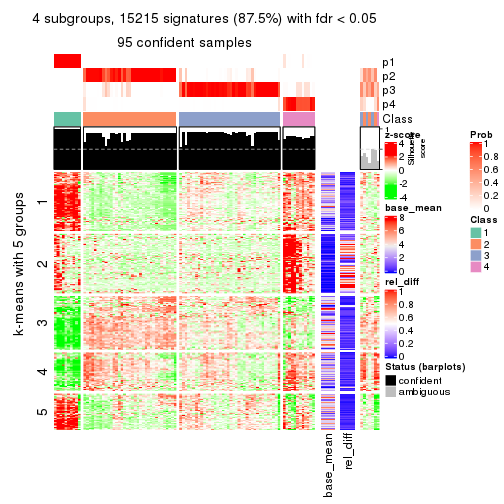 4 subgroups, 15215 signatures (87.5%) with fdr < 0.05
95 confident samples
p1
p2
p3
p4
Class
1
Silhouette
score
k-means with 5 groups
1
2
3
4
5
base_mean
rel_diff
z-score
4
2
0
-2
-4
base_mean
8
6
4
2
0
rel_diff
1
0.8
0.6
0.4
0.2
0
Status (barplots)
confident
ambiguous
Prob
1
0.8
0.6
0.4
0.2
0
Class
1
2
3
4